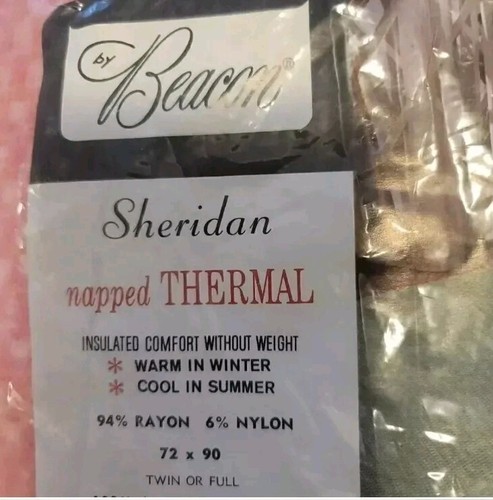 by Beacon®
Sheridan
napped THERMAL
INSULATED COMFORT WITHOUT WEIGHT
* WARM IN WINTER
* COOL IN SUMMER
94% RAYON 6% NYLON
72 x 90
TWIN OR FULL